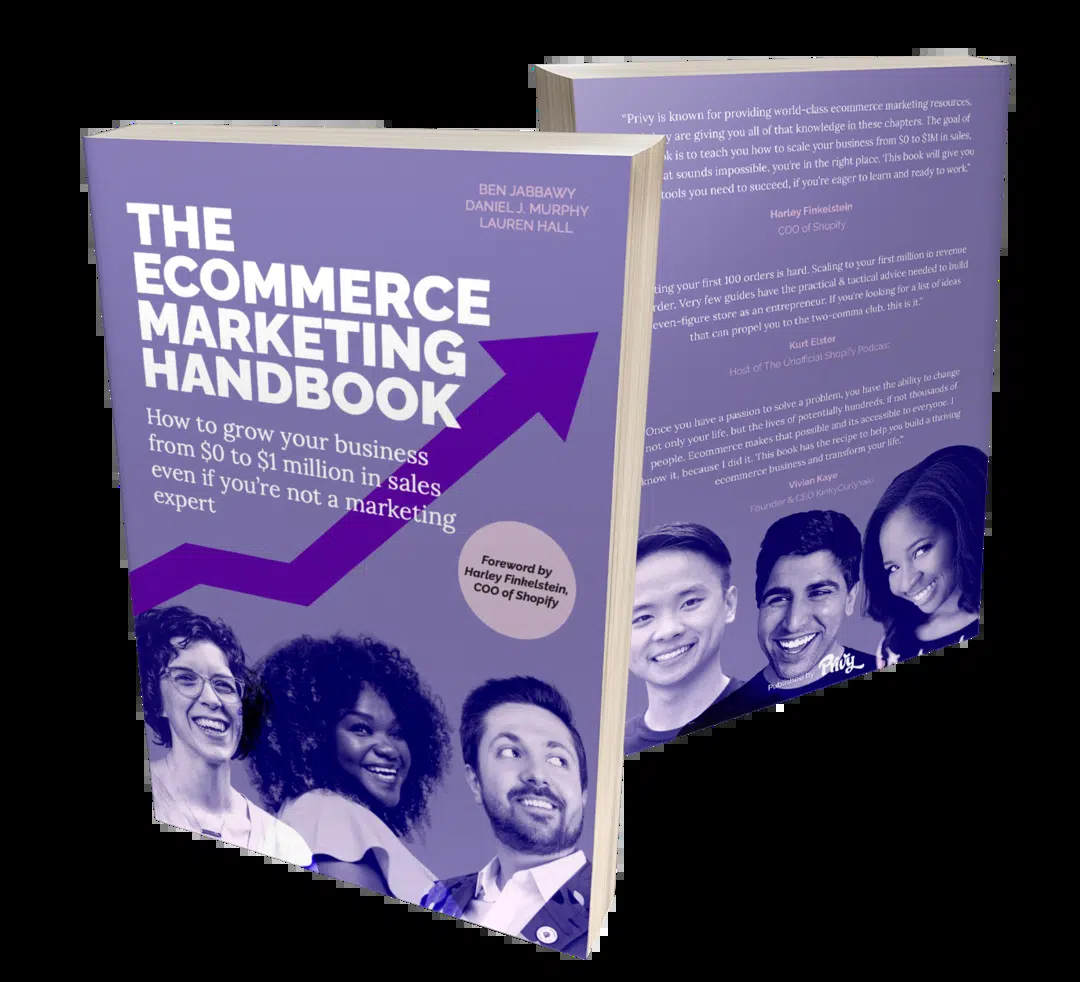 BEN JABBAWY
DANIEL J. MURPHY
LAUREN HALL
THE
ECOMMERCE
MARKETING
HANDBOOK
How to grow your business
from $0 to $1 million in sales
even if you're not a marketing
expert
Foreword by
Harley Finkelstein,
COO of Shopify
“Privy is known for providing world-class ecommerce marketing resources.
are giving you all of that knowledge in these chapters. The goal of
is to teach you how to scale your business from $0 to $1M in sales,
sounds impossible, you're in the right place. This book will give you
tools you need to succeed, if you're eager to learn and ready to work."
Harley Finkelstein
COO of Shopify
your first 100 orders is hard. Scaling to your first million in revenue
Very few guides have the practical & tactical advice needed to build
store as an entrepreneur. If you're looking for a list of ideas
that can propel you to the two-comma club, this is it."
Kurt Elster
Host of The Unofficial Shopify Podcast
Once you have a passion to solve a problem, you have the ability to change
not only your life, but the lives of potentially hundreds, if not thousands of
people. Ecommerce makes that possible and its accessible to everyone. I
know it, because I did it. This book has the recipe to help you build a thriving
ecommerce business and transform your life."
Vivian Kaye
Founder & CEO
Published by Privy